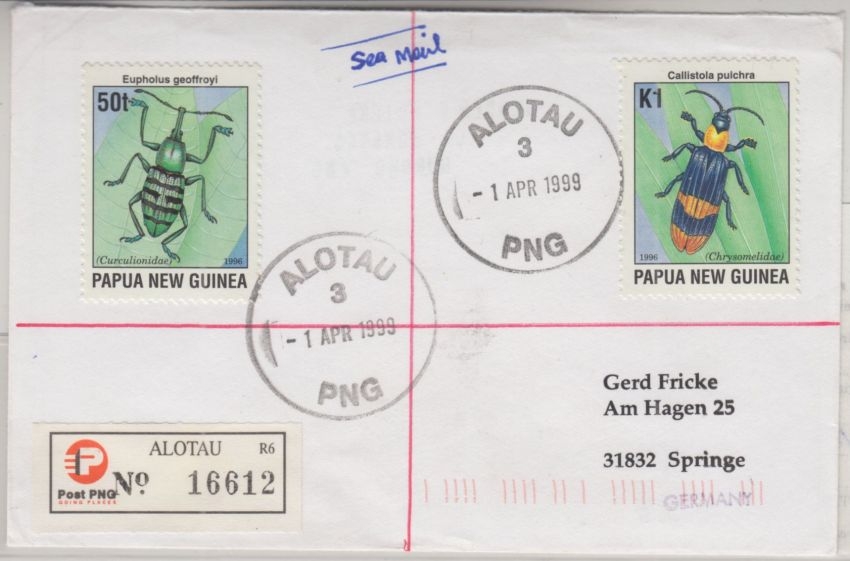 Sea Mail
Eupholus geoffroyi
50t
(Curculionidae) 1996
PAPUA NEW GUINEA
ALOTAU
3
- 1 APR 1999
PNG
Callistola pulchra
K1
1996 (Chrysomelidae)
PAPUA NEW GUINEA
ALOTAU
3
- 1 APR 1999
PNG
Gerd Fricke
Am Hagen 25
31832 Springe
GERMANY
ALOTAU R6
Post PNG
GOING PLACES
No 16612